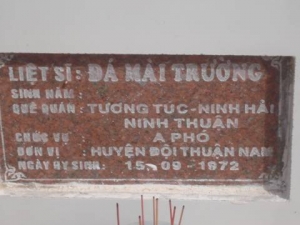 LIỆT SĨ: ĐÁ MÀI TRƯỜNG
SINH NĂM:
QUÊ QUÁN: TƯƠNG TÚC-NINH HẢI
NINH THUẬN
CHỨC VỤ : A PHÓ
ĐƠN VỊ : HUYỆN ĐỘI THUẬN NAM
NGÀY HY SINH: 15-09-1972